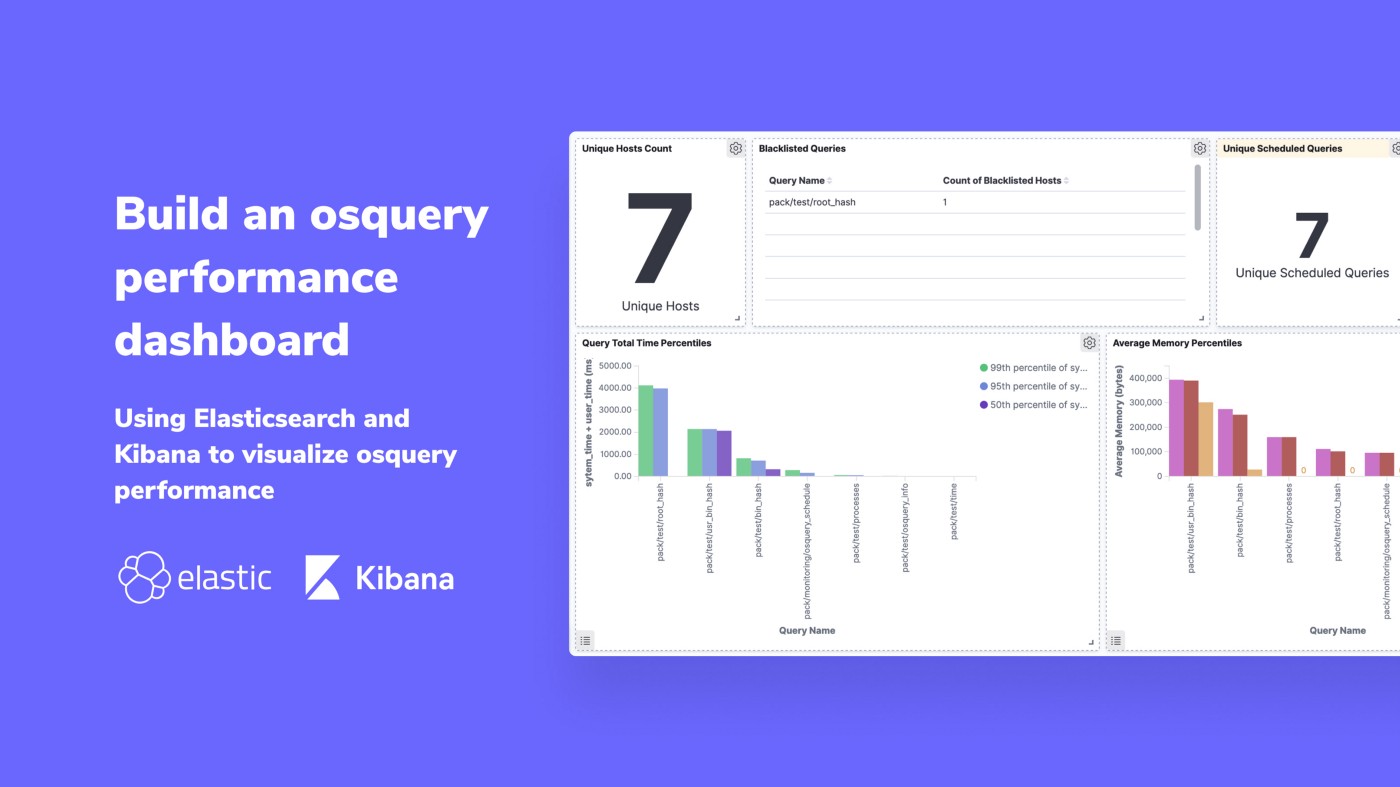 Build an osquery
performance
dashboard
Using Elasticsearch and
Kibana to visualize osquery
performance
elastic
Kibana
Unique Hosts Count
7
Unique Hosts
Blacklisted Queries
Query Name
Count of Blacklisted Hosts
pack/test/root_hash
1
Unique Scheduled Queries
7
Unique Scheduled Queries
Query Total Time Percentiles
sytem_time + user_time (ms
5000.00
4000.00
3000.00
2000.00
1000.00
0.00
pack/test/root_hash
pack/test/usr_bin_hash
pack/test/bin_hash
pack/monitoring/osquery_schedule
pack/test/processes
pack/test/osquery_info
pack/test/time
Query Name
99th percentile of sy...
95th percentile of sy...
50th percentile of sy...
Average Memory Percentiles
Average Memory (bytes)
400,000
300,000
200,000
100,000
0
0
0
pack/test/usr_bin_hash
pack/test/bin_hash
pack/test/processes
pack/test/root_hash
pack/monitoring/osquery_schedule
Query Name